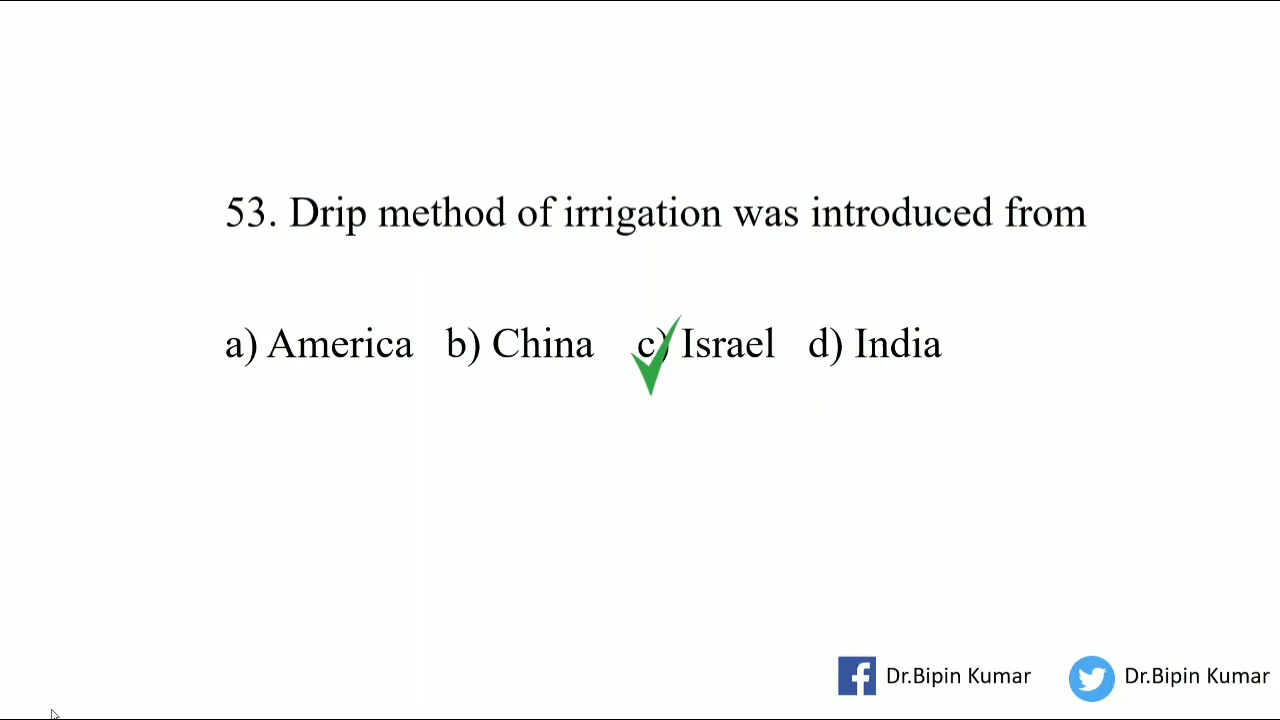 53. Drip method of irrigation was introduced from
a) America b) China c) Israel d) India
Dr.Bipin Kumar Dr.Bipin Kumar